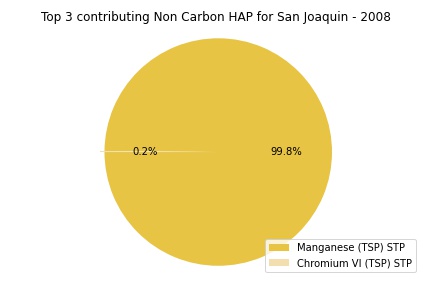 Top 3 contributing Non Carbon HAP for San Joaquin - 2008
0.2%
99.8%
Manganese (TSP) STP
Chromium VI (TSP) STP